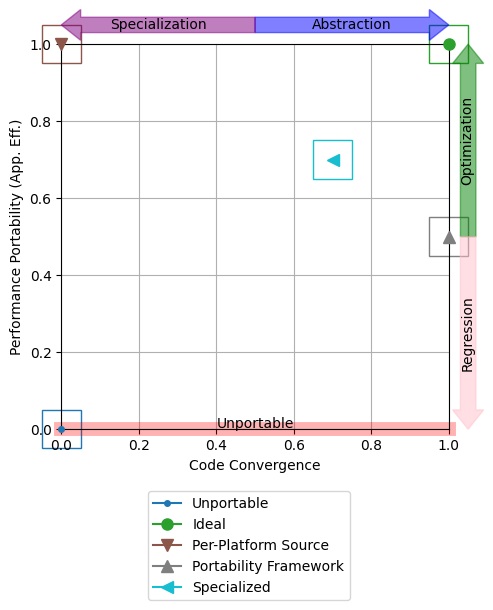 Specialization Abstraction
1.0
0.8
0.6
0.4
0.2
0.0
Performance Portability (App. Eff.)
Optimization
Regression
Unportable
0.0 0.2 0.4 0.6 0.8 1.0
Code Convergence
Unportable
Ideal
Per-Platform Source
Portability Framework
Specialized